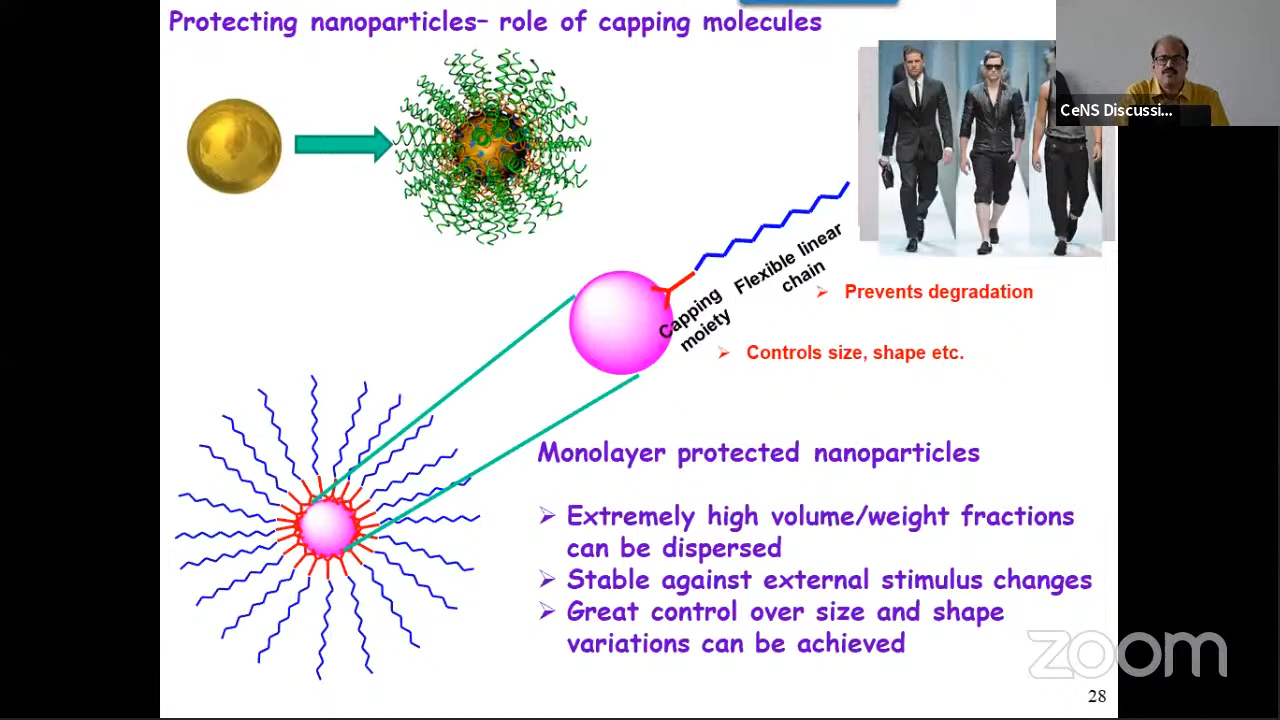 Protecting nanoparticles– role of capping molecules
CeNS Discussi...
Flexible linear
chain
Capping
moiety
➢ Prevents degradation
➢ Controls size, shape etc.
Monolayer protected nanoparticles
➢ Extremely high volume/weight fractions
can be dispersed
➢ Stable against external stimulus changes
➢ Great control over size and shape
variations can be achieved
zoom
28